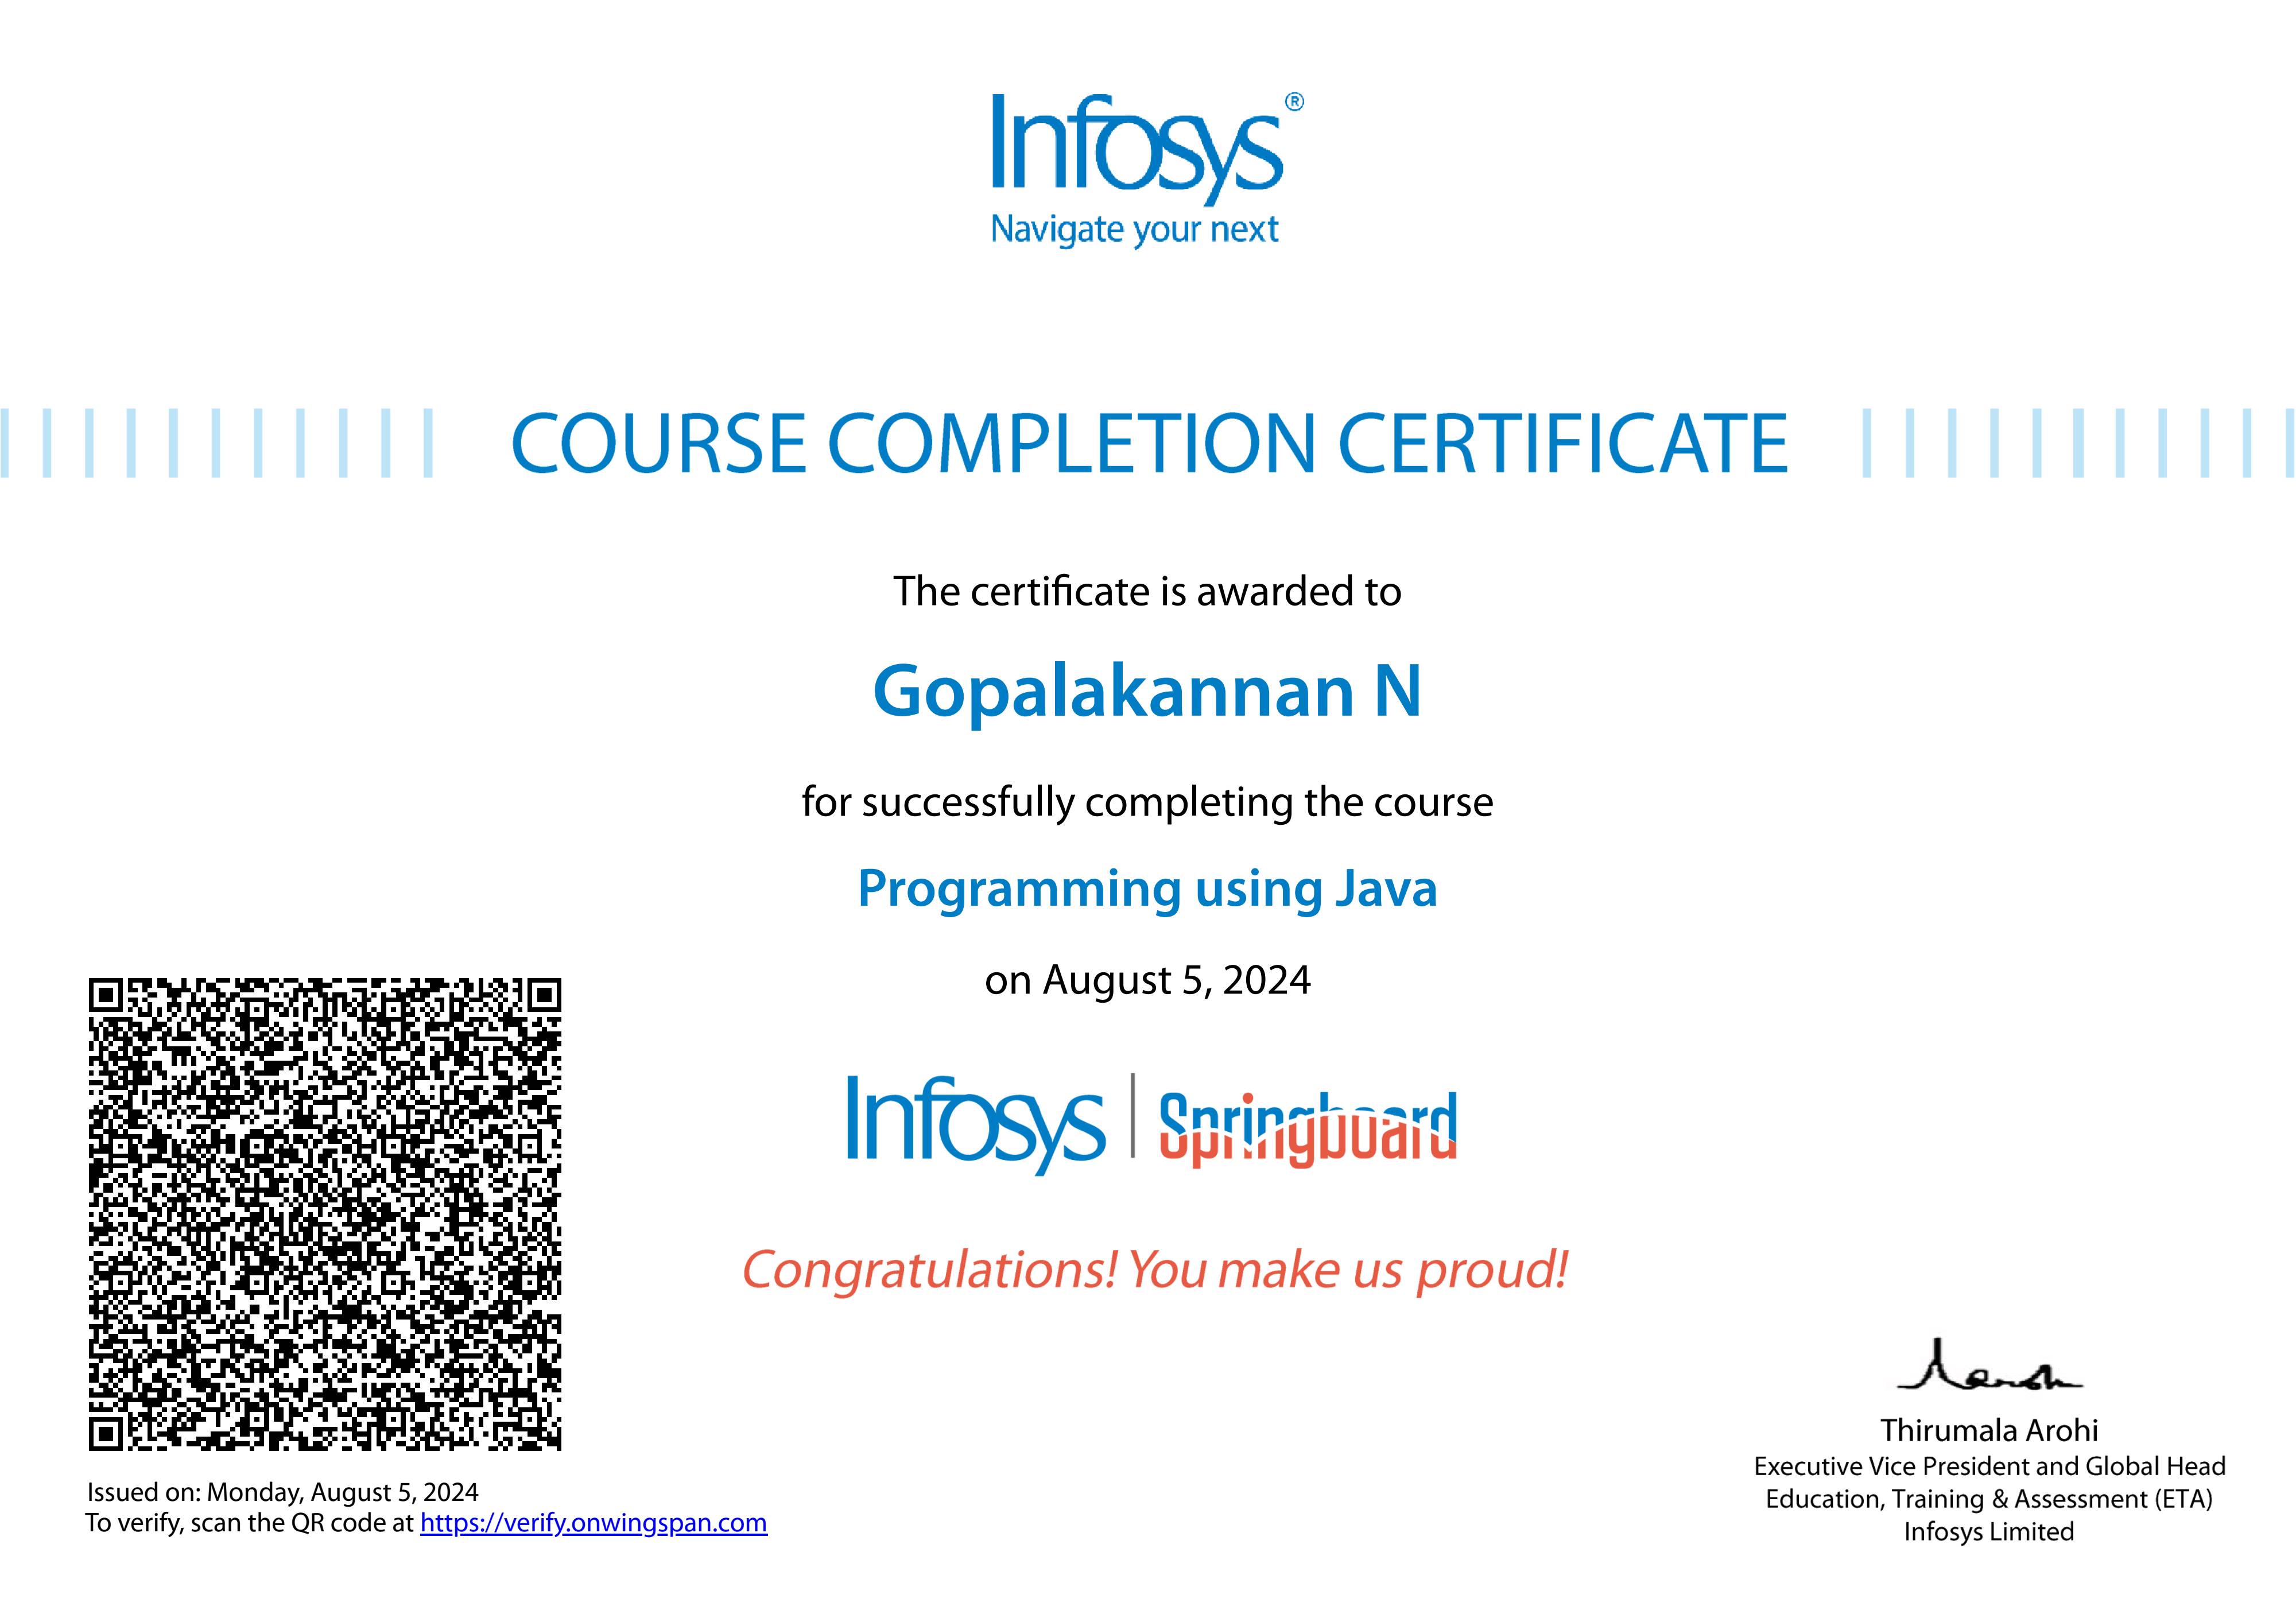 Infosys®
Navigate your next
COURSE COMPLETION CERTIFICATE
The certificate is awarded to
Gopalakannan N
for successfully completing the course
Programming using Java
on August 5, 2024
Infosys | Springboard
Congratulations! You make us proud!
Issued on: Monday, August 5, 2024
To verify, scan the QR code at https://verify.onwingspan.com
Thirumala Arohi
Executive Vice President and Global Head
Education, Training & Assessment (ETA)
Infosys Limited